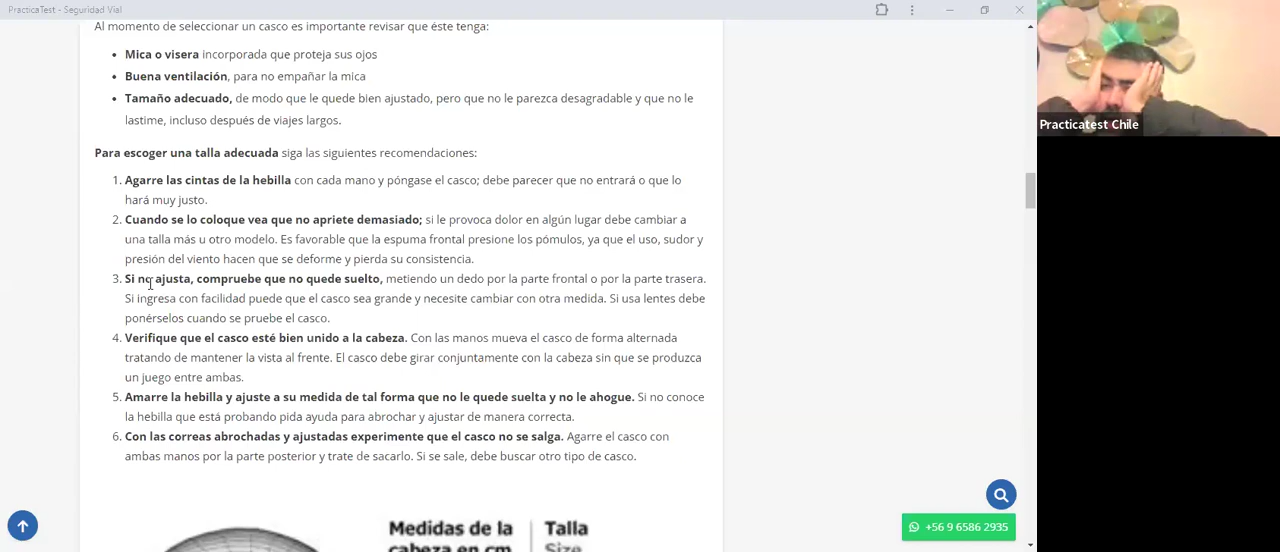 PracticaTest - Seguridad Vial
Al momento de seleccionar un casco es importante revisar que éste tenga:
• Mica o visera incorporada que proteja sus ojos
• Buena ventilación, para no empañar la mica
• Tamaño adecuado, de modo que le quede bien ajustado, pero que no le parezca desagradable y que no le
lastime, incluso después de viajes largos.
Para escoger una talla adecuada siga las siguientes recomendaciones:
1. Agarre las cintas de la hebilla con cada mano y póngase el casco; debe parecer que no entrará o que lo
hará muy justo.
2. Cuando se lo coloque vea que no apriete demasiado; si le provoca dolor en algún lugar debe cambiar a
una talla más u otro modelo. Es favorable que la espuma frontal presione los pómulos, ya que el uso, sudor y
presión del viento hacen que se deforme y pierda su consistencia.
3. Si no ajusta, compruebe que no quede suelto, metiendo un dedo por la parte frontal o por la parte trasera.
Si ingresa con facilidad puede que el casco sea grande y necesite cambiar con otra medida. Si usa lentes debe
ponérselos cuando se pruebe el casco.
4. Verifique que el casco esté bien unido a la cabeza. Con las manos mueva el casco de forma alternada
tratando de mantener la vista al frente. El casco debe girar conjuntamente con la cabeza sin que se produzca
un juego entre ambas.
5. Amarre la hebilla y ajuste a su medida de tal forma que no le quede suelta y no le ahogue. Si no conoce
la hebilla que está probando pida ayuda para abrochar y ajustar de manera correcta.
6. Con las correas abrochadas y ajustadas experimente que el casco no se salga. Agarre el casco con
ambas manos por la parte posterior y trate de sacarlo. Si se sale, debe buscar otro tipo de casco.
Medidas de la
cabeza en cm
Talla
Size
+56 9 6586 2935
Practicatest Chile